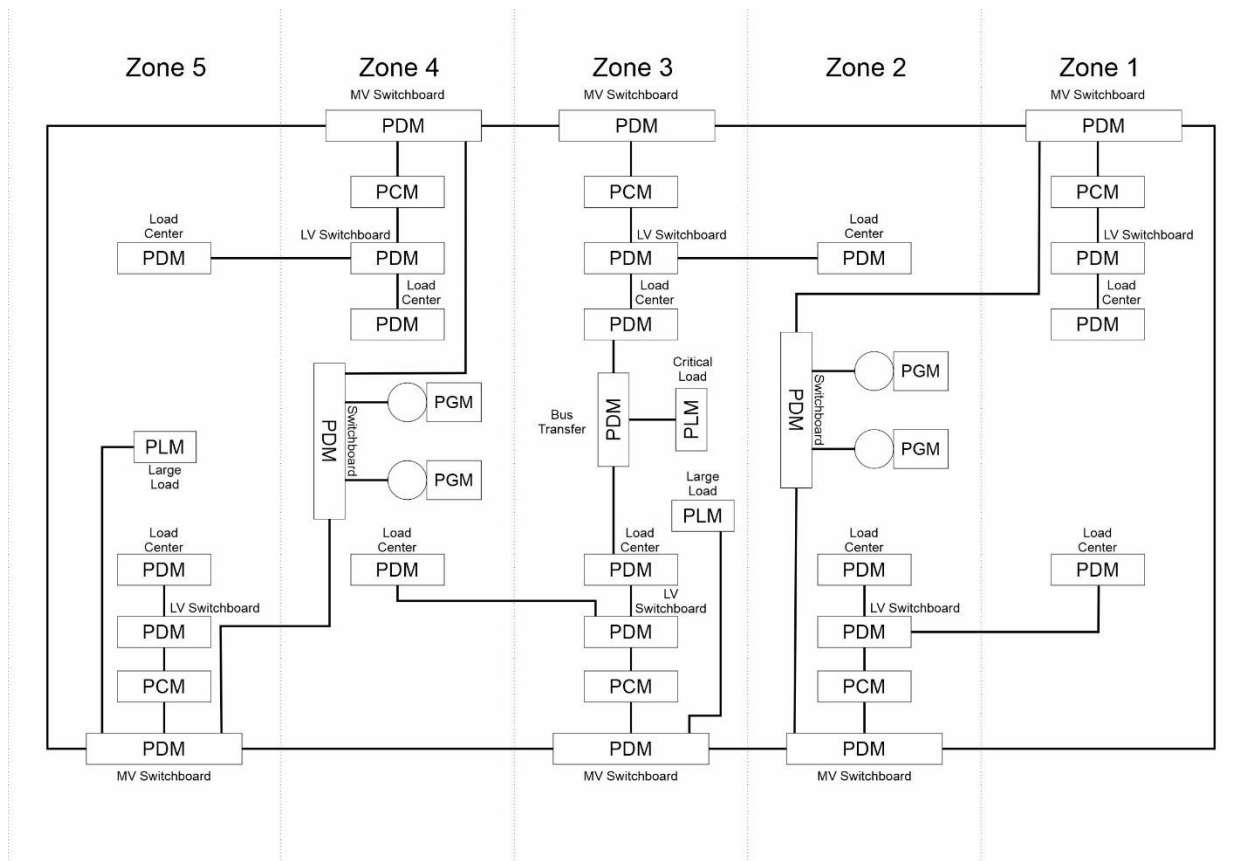 Zone 5
Zone 4
Zone 3
Zone 2
Zone 1
MV Switchboard
MV Switchboard
MV Switchboard
PDM
PDM
PDM
PCM
PCM
PCM
Load
Center
PDM
LV Switchboard
PDM
LV Switchboard
PDM
Load
Center
PDM
LV Switchboard
PDM
Load
Center
PDM
Load
Center
PDM
Load
Center
PDM
PDM
Switchboard
PGM
PGM
Bus
Transfer
PDM
Critical
Load
PLM
PDM
Switchboard
PGM
PGM
PLM
Large
Load
Large
Load
PLM
Load
Center
PDM
Load
Center
PDM
Load
Center
PDM
Load
Center
PDM
Load
Center
PDM
LV Switchboard
PDM
LV
Switchboard
PDM
LV Switchboard
PDM
PCM
PCM
PCM
PDM
PDM
PDM
MV Switchboard
MV Switchboard
MV Switchboard